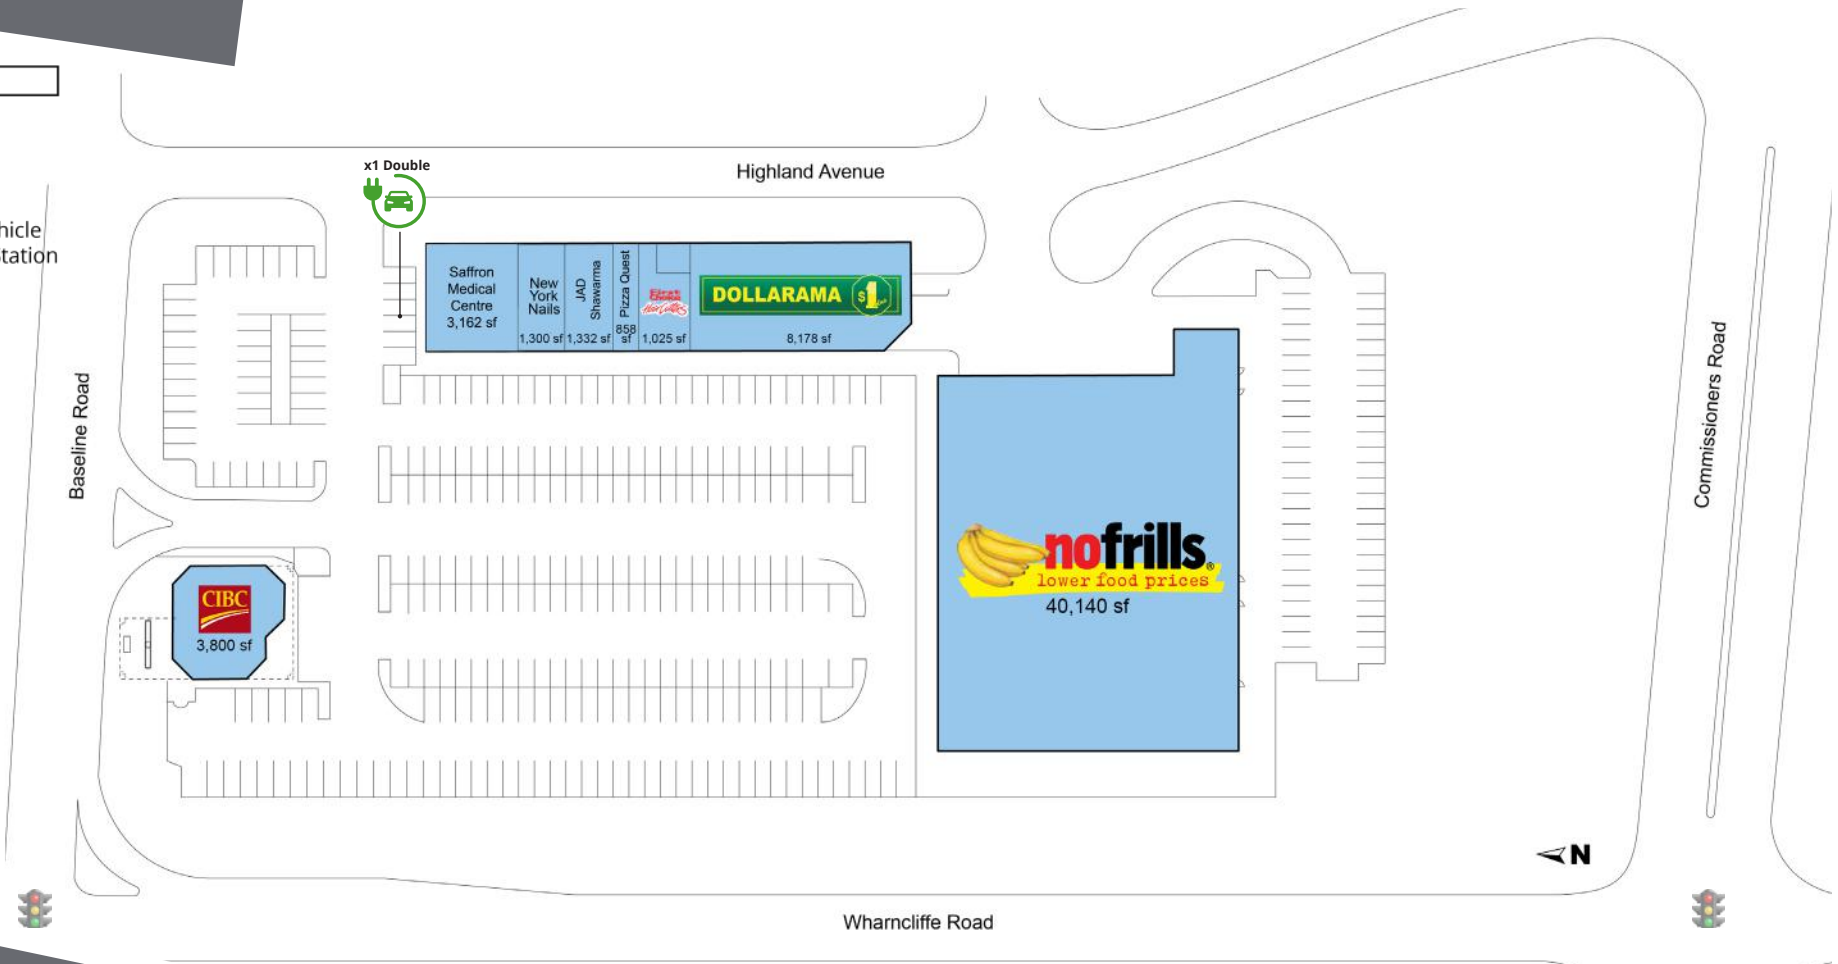 x1 Double
Highland Avenue
hicle
tation
Saffron
Medical
Centre
3,162 sf
New
York
Nails
1,300 sf
JAD
Shawarma
1,332 sf
Pizza Quest
858
sf
First
Choice
HairCutters
1,025 sf
DOLLARAMA $1
8,178 sf
Baseline Road
Commissioners Road
nofrills®
lower food prices
40,140 sf
CIBC
3,800 sf
N
Wharncliffe Road